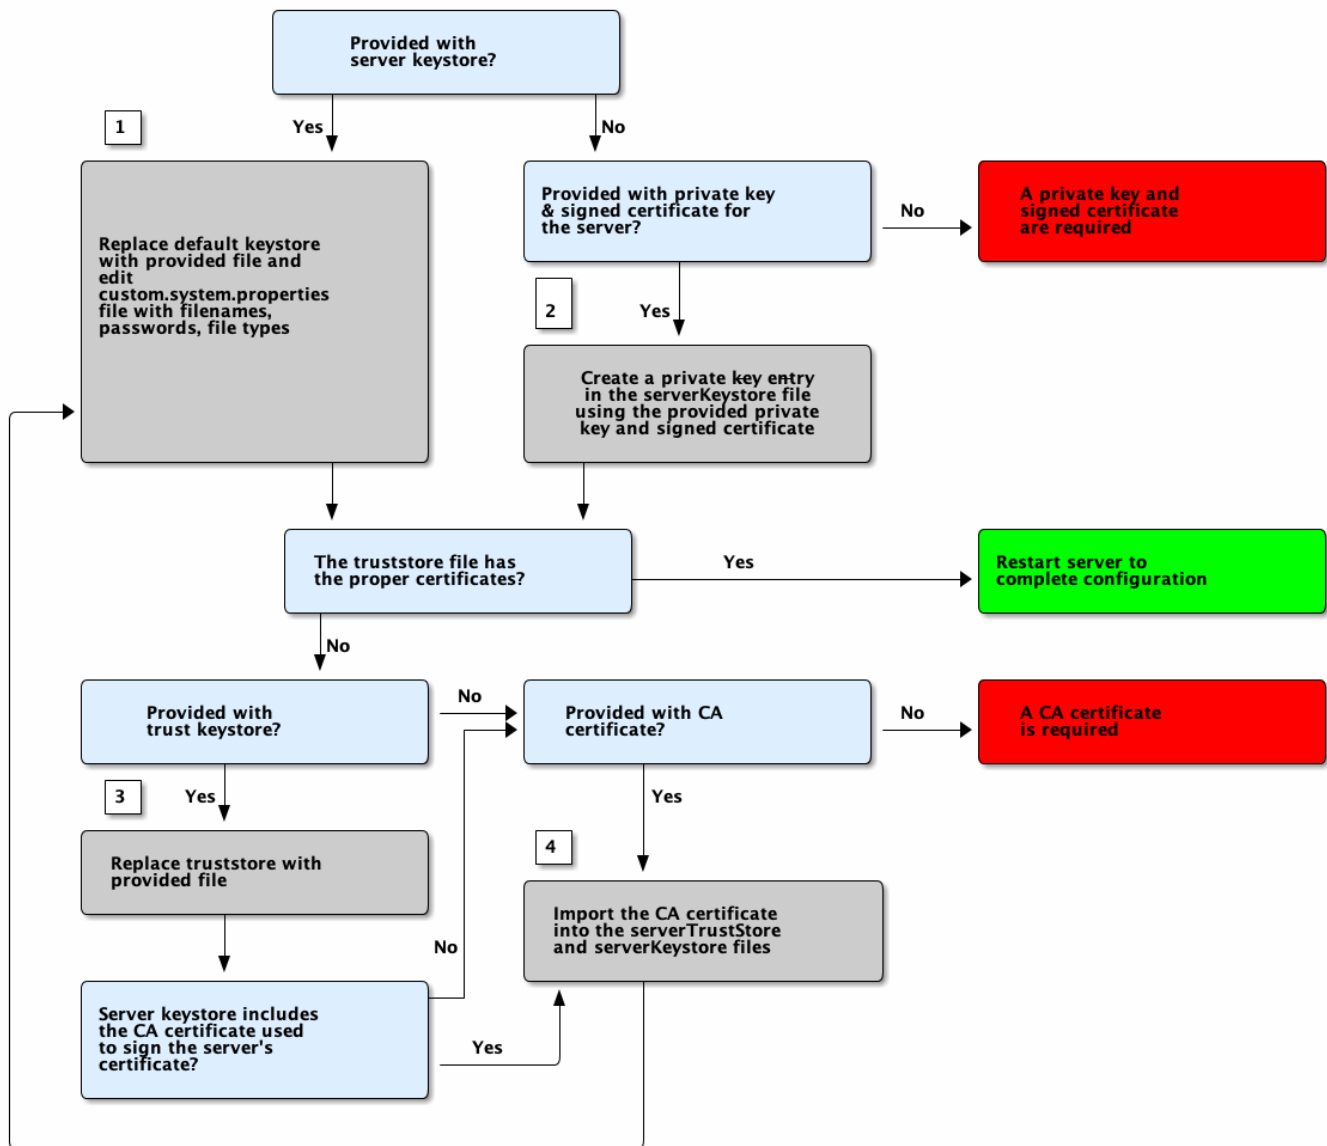 Provided with
server keystore?
1
Yes
No
Replace default keystore
with provided file and
edit
custom.system.properties
file with filenames,
passwords, file types
Provided with private key
& signed certificate for
the server?
No
A private key and
signed certificate
are required
2
Yes
Create a private key entry
in the serverKeystore file
using the provided private
key and signed certificate
The truststore file has
the proper certificates?
Yes
Restart server to
complete configuration
No
Provided with
trust keystore?
No
Provided with CA
certificate?
No
A CA certificate
is required
3
Yes
Yes
Replace truststore with
provided file
4
Import the CA certificate
into the serverTrustStore
and serverKeystore files
No
Server keystore includes
the CA certificate used
to sign the server's
certificate?
Yes